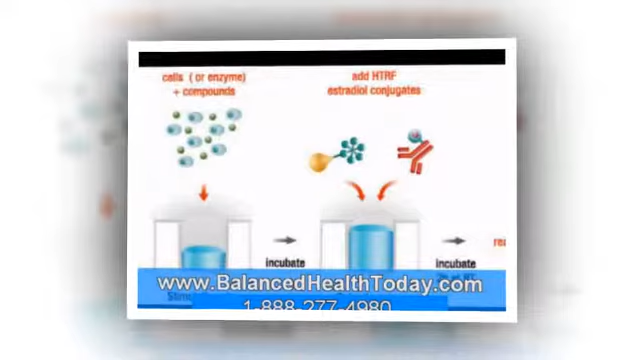 cells ( or enzyme)
+ compounds
add HTRF
estradiol conjugates
incubate
incubate
www.BalancedHealthToday.com
1-888-277-4980